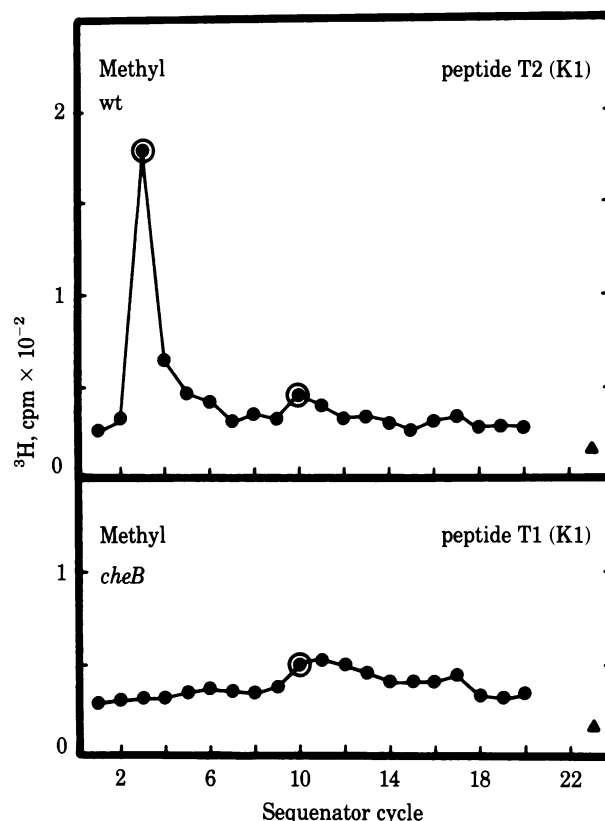 Methyl peptide T2 (K1)
wt
2
1
0
³H, cpm × 10⁻²
Methyl peptide T1 (K1)
cheB
1
0
2 6 10 14 18 22
Sequenator cycle